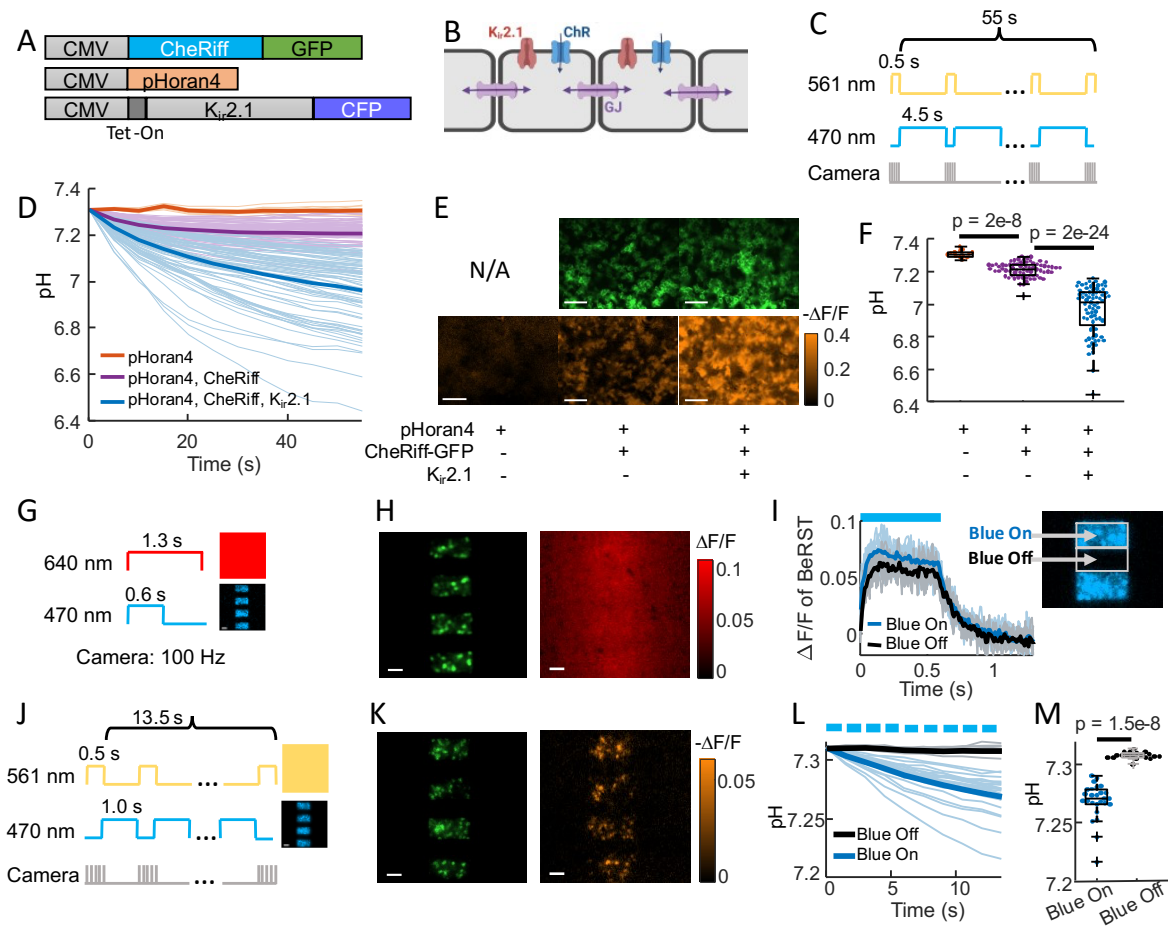 A
CMV CheRiff GFP
CMV pHoran4
CMV Kir2.1 CFP
Tet-On
B
Kir2.1 ChR
GJ
C
55 s
0.5 s
561 nm
4.5 s
470 nm
...
Camera
...
D
7.4
7.2
7
6.8
6.6
6.4
pH
0 20 40
Time (s)
pHoran4
pHoran4, CheRiff
pHoran4, CheRiff, Kir2.1
E
N/A
-ΔF/F
0.4
0.2
0
pHoran4 + + +
CheRiff-GFP - + +
Kir2.1 - - +
F
p = 2e-8
p = 2e-24
7.4
7.2
7
6.8
6.6
6.4
pH
+ + +
- + +
- - +
G
1.3 s
640 nm
0.6 s
470 nm
Camera: 100 Hz
H
ΔF/F
0.1
0.05
0
I
0.1
0.05
0
ΔF/F of BeRST
Blue On
Blue Off
0 0.5 1
Time (s)
Blue On
Blue Off
J
13.5 s
0.5 s
561 nm
...
1.0 s
470 nm
...
Camera
...
K
-ΔF/F
0.05
0
L
7.3
7.25
7.2
pH
Blue Off
Blue On
0 5 10
Time (s)
M
p = 1.5e-8
7.3
7.25
7.2
pH
Blue On
Blue Off